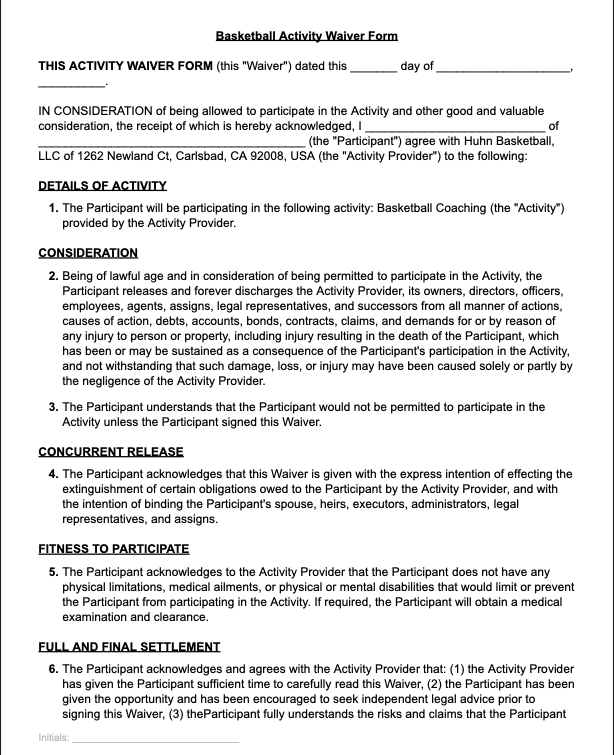 Basketball Activity Waiver Form
THIS ACTIVITY WAIVER FORM (this "Waiver") dated this _______ day of ____________________,
__________.
IN CONSIDERATION of being allowed to participate in the Activity and other good and valuable
consideration, the receipt of which is hereby acknowledged, I ___________________________ of
________________________________________ (the "Participant") agree with Huhn Basketball,
LLC of 1262 Newland Ct, Carlsbad, CA 92008, USA (the "Activity Provider") to the following:
DETAILS OF ACTIVITY
1. The Participant will be participating in the following activity: Basketball Coaching (the "Activity")
provided by the Activity Provider.
CONSIDERATION
2. Being of lawful age and in consideration of being permitted to participate in the Activity, the
Participant releases and forever discharges the Activity Provider, its owners, directors, officers,
employees, agents, assigns, legal representatives, and successors from all manner of actions,
causes of action, debts, accounts, bonds, contracts, claims, and demands for or by reason of
any injury to person or property, including injury resulting in the death of the Participant, which
has been or may be sustained as a consequence of the Participant's participation in the Activity,
and not withstanding that such damage, loss, or injury may have been caused solely or partly by
the negligence of the Activity Provider.
3. The Participant understands that the Participant would not be permitted to participate in the
Activity unless the Participant signed this Waiver.
CONCURRENT RELEASE
4. The Participant acknowledges that this Waiver is given with the express intention of effecting the
extinguishment of certain obligations owed to the Participant by the Activity Provider, and with
the intention of binding the Participant's spouse, heirs, executors, administrators, legal
representatives, and assigns.
FITNESS TO PARTICIPATE
5. The Participant acknowledges to the Activity Provider that the Participant does not have any
physical limitations, medical ailments, or physical or mental disabilities that would limit or prevent
the Participant from participating in the Activity. If required, the Participant will obtain a medical
examination and clearance.
FULL AND FINAL SETTLEMENT
6. The Participant acknowledges and agrees with the Activity Provider that: (1) the Activity Provider
has given the Participant sufficient time to carefully read this Waiver, (2) the Participant has been
given the opportunity and has been encouraged to seek independent legal advice prior to
signing this Waiver, (3) theParticipant fully understands the risks and claims that the Participant
Initials: ______________________________